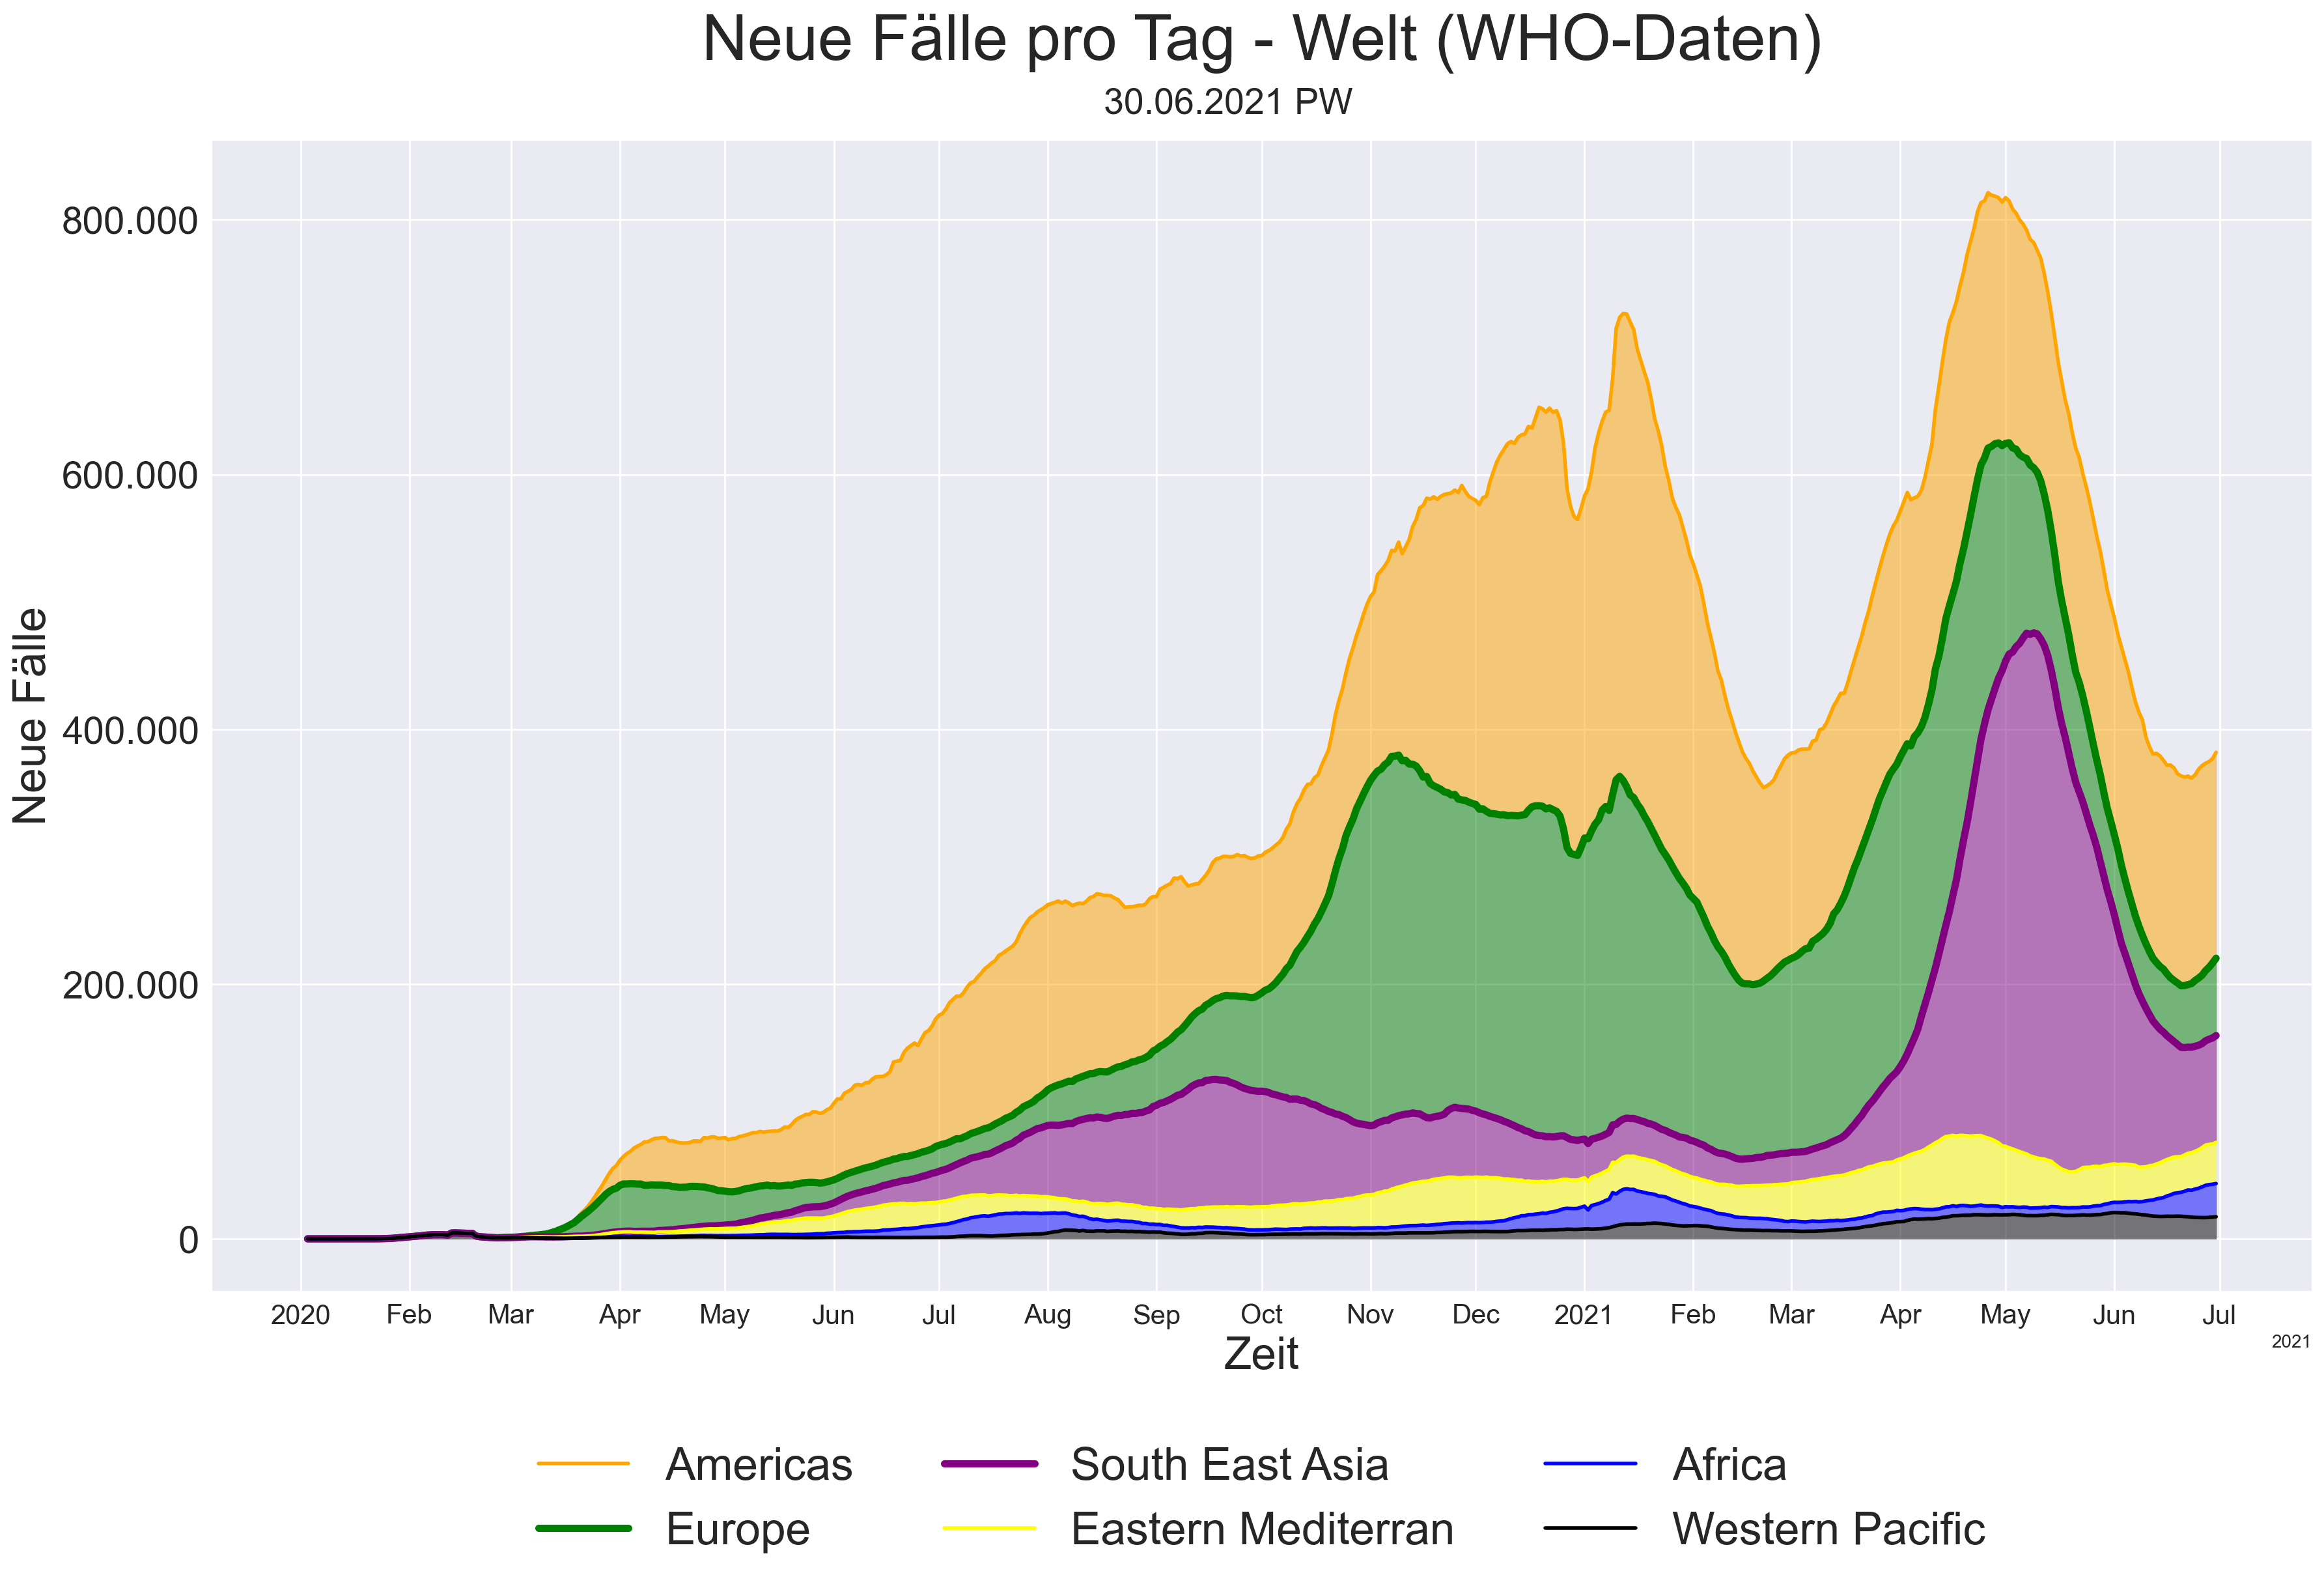 Neue Fälle pro Tag - Welt (WHO-Daten)
30.06.2021 PW
Neue Fälle
800.000
600.000
400.000
200.000
0
2020 Feb Mar Apr May Jun Jul Aug Sep Oct Nov Dec 2021 Feb Mar Apr May Jun Jul
2021
Zeit
Americas South East Asia Africa
Europe Eastern Mediterran Western Pacific